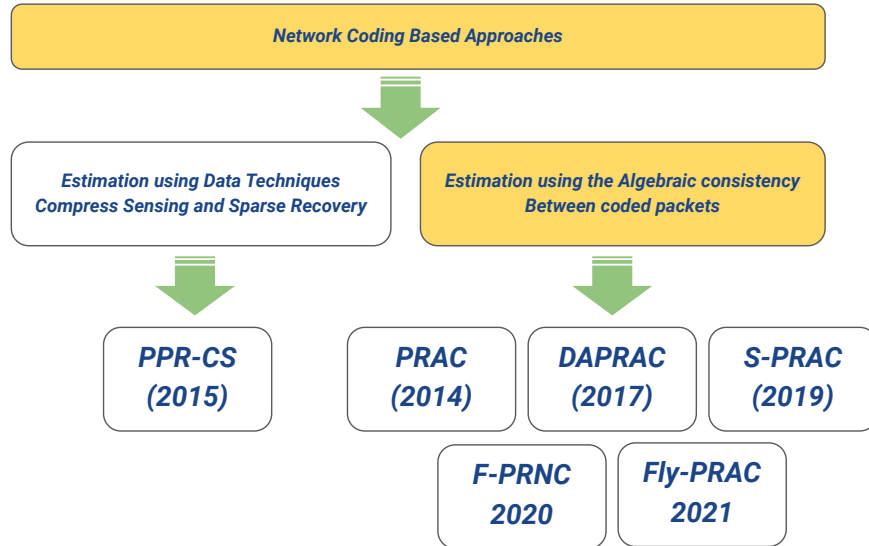 Network Coding Based Approaches
Estimation using Data Techniques
Compress Sensing and Sparse Recovery
Estimation using the Algebraic consistency
Between coded packets
PPR-CS
(2015)
PRAC
(2014)
DAPRAC
(2017)
S-PRAC
(2019)
F-PRNC
2020
Fly-PRAC
2021